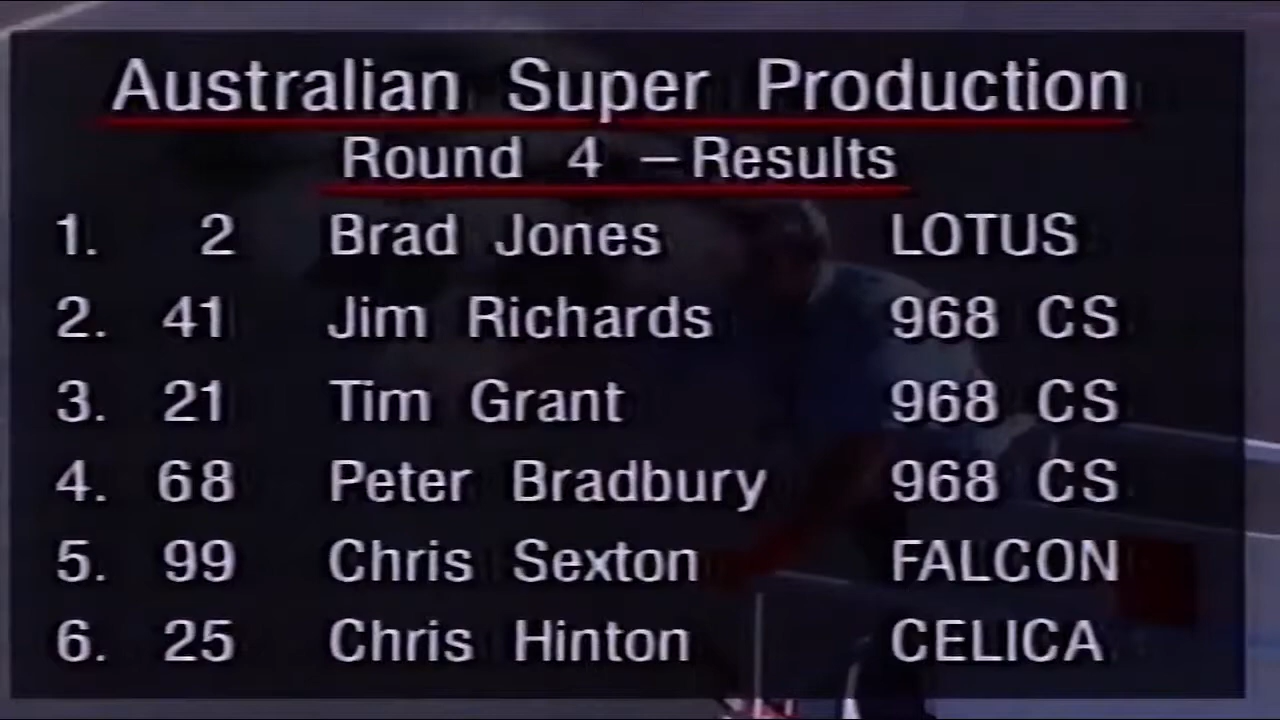 Australian Super Production
Round 4 – Results
1. 2 Brad Jones LOTUS
2. 41 Jim Richards 968 CS
3. 21 Tim Grant 968 CS
4. 68 Peter Bradbury 968 CS
5. 99 Chris Sexton FALCON
6. 25 Chris Hinton CELICA